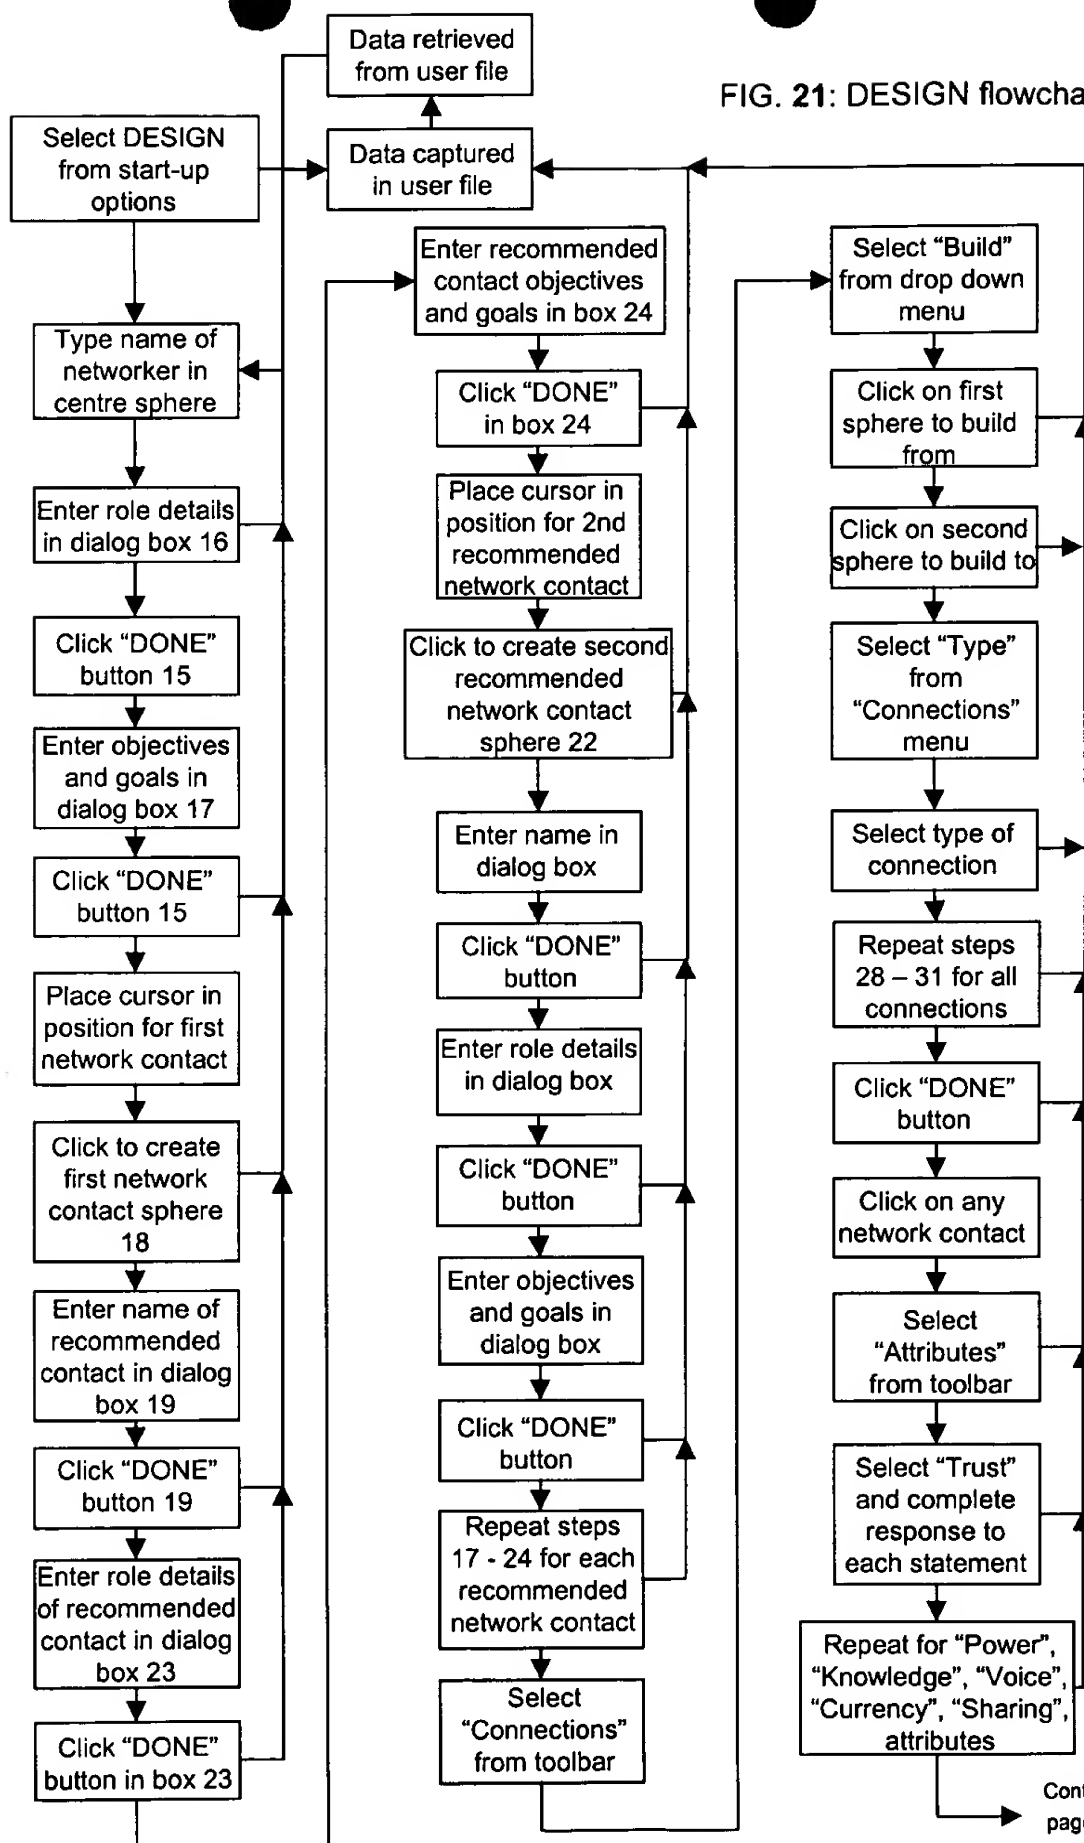 Data retrieved
from user file
FIG. 21: DESIGN flowcha
Select DESIGN
from start-up
options
Data captured
in user file
Type name of
networker in
centre sphere
Enter role details
in dialog box 16
Click “DONE”
button 15
Enter objectives
and goals in
dialog box 17
Click “DONE”
button 15
Place cursor in
position for first
network contact
Click to create
first network
contact sphere
18
Enter name of
recommended
contact in dialog
box 19
Click “DONE”
button 19
Enter role details
of recommended
contact in dialog
box 23
Click “DONE”
button in box 23
Enter recommended
contact objectives
and goals in box 24
Click “DONE”
in box 24
Place cursor in
position for 2nd
recommended
network contact
Click to create second
recommended
network contact
sphere 22
Enter name in
dialog box
Click “DONE”
button
Enter role details
in dialog box
Click “DONE”
button
Enter objectives
and goals in
dialog box
Click “DONE”
button
Repeat steps
17 - 24 for each
recommended
network contact
Select
“Connections”
from toolbar
Select “Build”
from drop down
menu
Click on first
sphere to build
from
Click on second
sphere to build to
Select “Type”
from
“Connections”
menu
Select type of
connection
Repeat steps
28 – 31 for all
connections
Click “DONE”
button
Click on any
network contact
Select
“Attributes”
from toolbar
Select “Trust”
and complete
response to
each statement
Repeat for “Power”,
“Knowledge”, “Voice”,
“Currency”, “Sharing”,
attributes
Cont
page